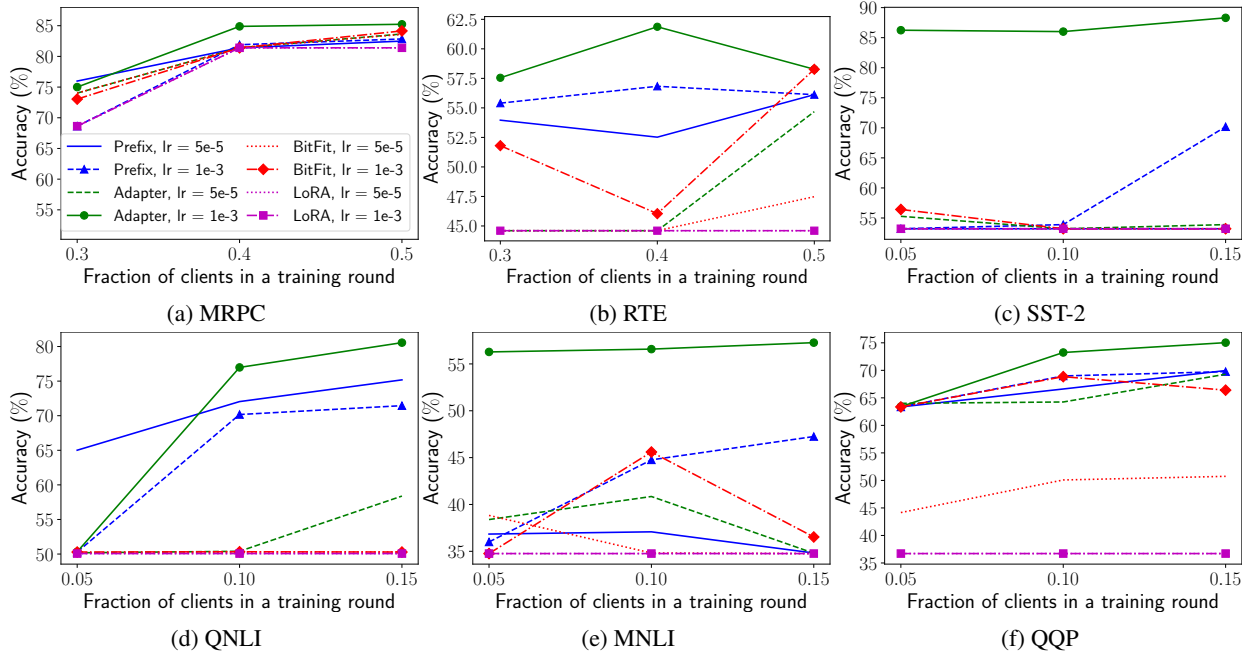 Accuracy (%)
85
80
75
70
65
60
55
Prefix, lr = 5e-5
Prefix, lr = 1e-3
Adapter, lr = 5e-5
Adapter, lr = 1e-3
BitFit, lr = 5e-5
BitFit, lr = 1e-3
LoRA, lr = 5e-5
LoRA, lr = 1e-3
0.3 0.4 0.5
Fraction of clients in a training round
(a) MRPC
Accuracy (%)
62.5
60.0
57.5
55.0
52.5
50.0
47.5
45.0
0.3 0.4 0.5
Fraction of clients in a training round
(b) RTE
Accuracy (%)
90
85
80
75
70
65
60
55
0.05 0.10 0.15
Fraction of clients in a training round
(c) SST-2
Accuracy (%)
80
75
70
65
60
55
50
0.05 0.10 0.15
Fraction of clients in a training round
(d) QNLI
Accuracy (%)
55
50
45
40
35
0.05 0.10 0.15
Fraction of clients in a training round
(e) MNLI
Accuracy (%)
75
70
65
60
55
50
45
40
35
0.05 0.10 0.15
Fraction of clients in a training round
(f) QQP